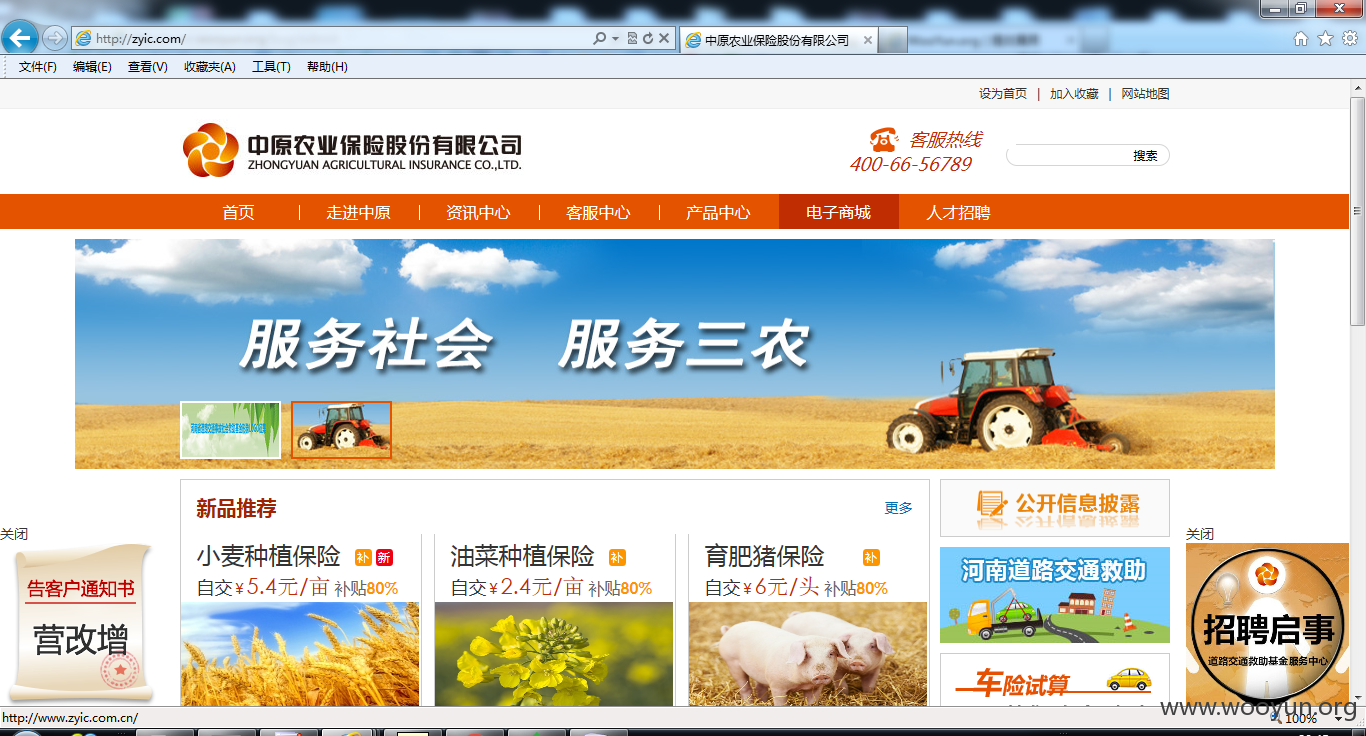 http://zyic.com/
中原农业保险股份有限公司
文件(F) 编辑(E) 查看(V) 收藏夹(A) 工具(T) 帮助(H)
设为首页 | 加入收藏 | 网站地图
中原农业保险股份有限公司
ZHONGYUAN AGRICULTURAL INSURANCE CO.,LTD.
客服热线
400-66-56789
搜索
首页 走进中原 资讯中心 客服中心 产品中心 电子商城 人才招聘
服务社会 服务三农
新品推荐
更多
小麦种植保险 补 新
自交¥5.4元/亩 补贴80%
油菜种植保险 补
自交¥2.4元/亩 补贴80%
育肥猪保险 补
自交¥6元/头 补贴80%
公开信息披露
河南道路交通救助
车险试算
关闭
告客户通知书
营改增
关闭
招聘启事
道路交通救助基金服务中心
http://www.zyic.com.cn/
www.wooyun.org
100%